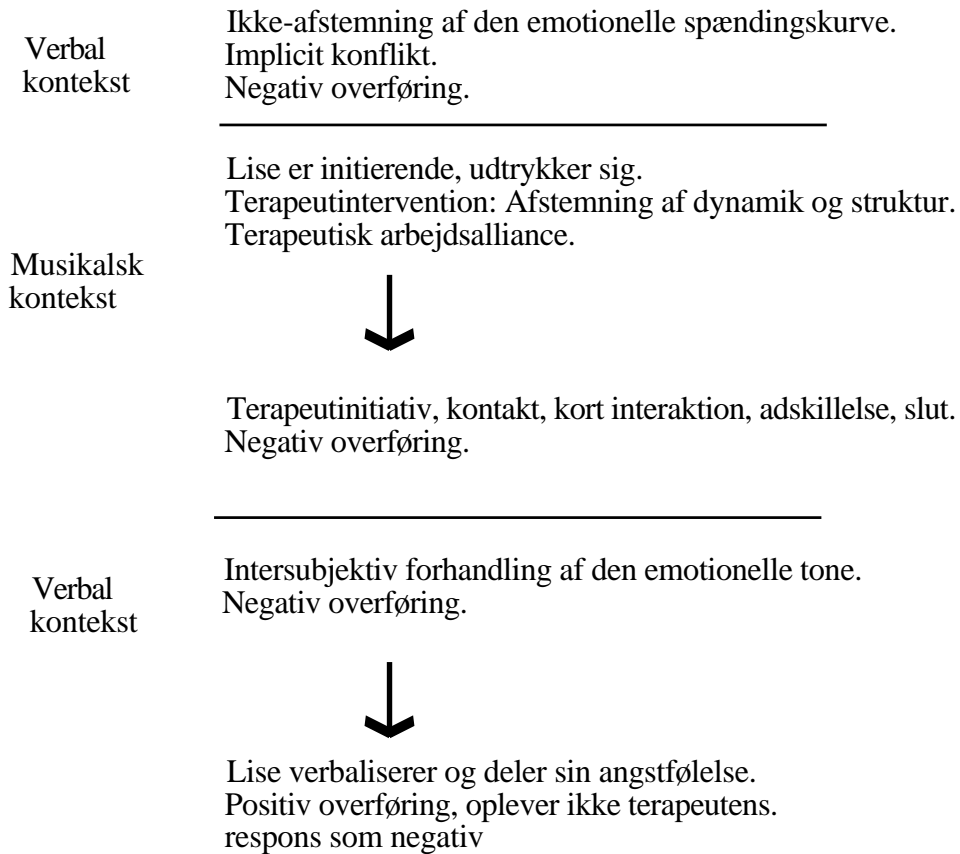 Verbal
kontekst
Ikke-afstemning af den emotionelle spændingskurve.
Implicit konflikt.
Negativ overføring.
Musikalsk
kontekst
Lise er initierende, udtrykker sig.
Terapeutintervention: Afstemning af dynamik og struktur.
Terapeutisk arbejdsalliance.
Terapeutinitiativ, kontakt, kort interaktion, adskillelse, slut.
Negativ overføring.
Verbal
kontekst
Intersubjektiv forhandling af den emotionelle tone.
Negativ overføring.
Lise verbaliserer og deler sin angstfølelse.
Positiv overføring, oplever ikke terapeutens.
respons som negativ